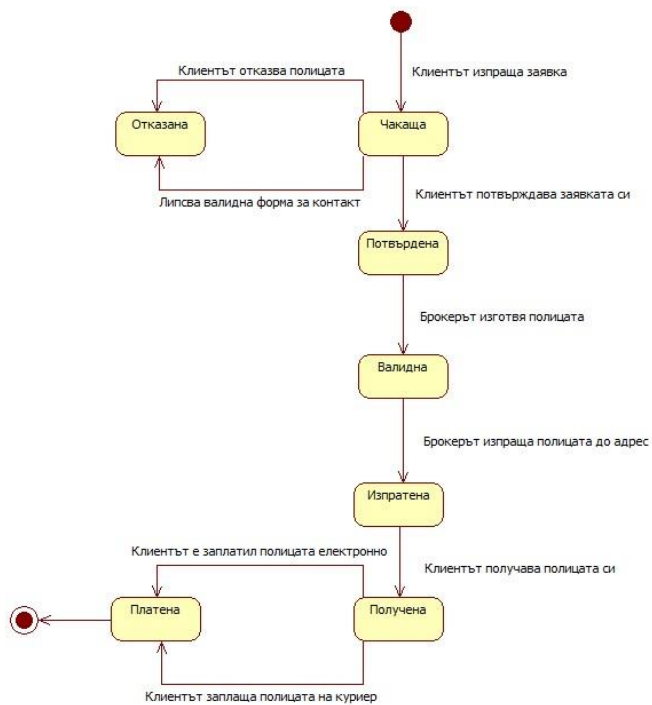 Клиентът отказва полицата
Клиентът изпраща заявка
Отказана
Чакаща
Липсва валидна форма за контакт
Клиентът потвърждава заявката си
Потвърдена
Брокерът изготвя полицата
Валидна
Брокерът изпраща полицата до адрес
Изпратена
Клиентът е заплатил полицата електронно
Клиентът получава полицата си
Платена
Получена
Клиентът заплаща полицата на куриер